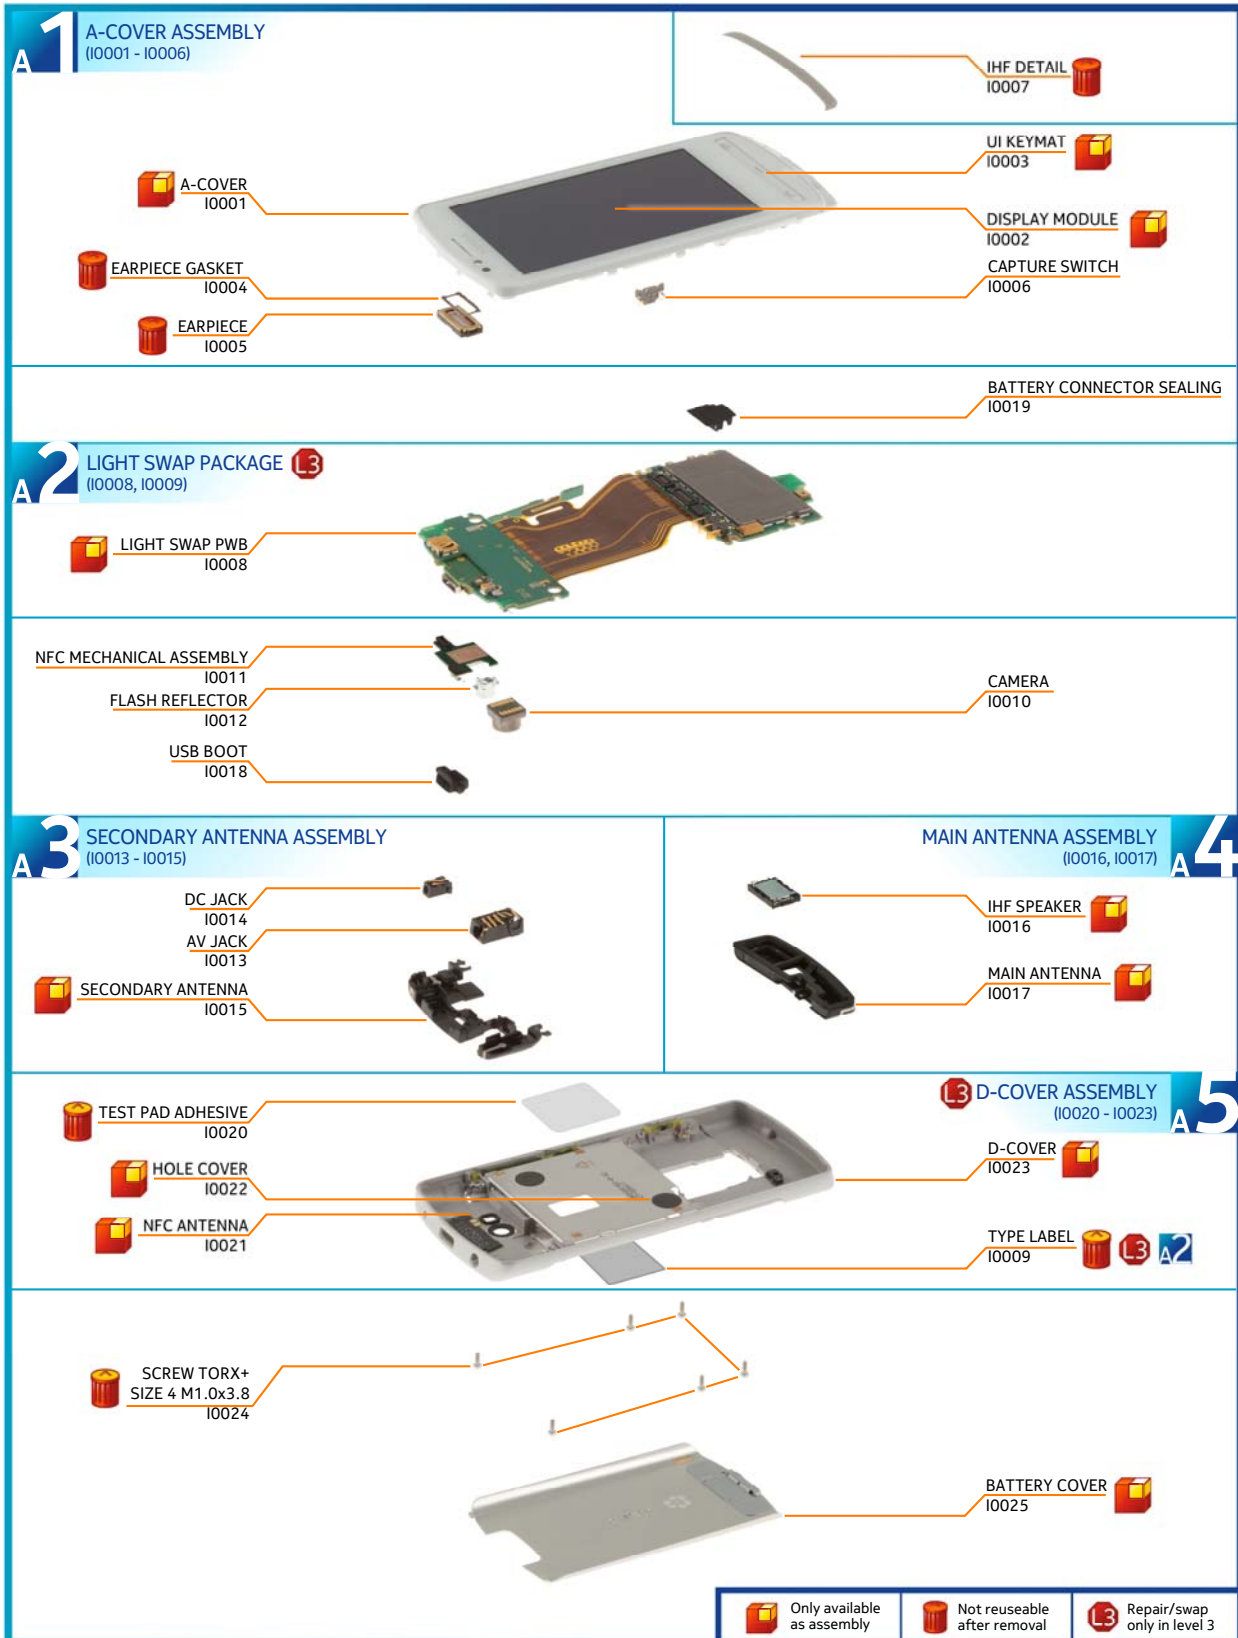 A1
A-COVER ASSEMBLY
(I0001 - I0006)
IHF DETAIL
I0007
UI KEYMAT
I0003
A-COVER
I0001
DISPLAY MODULE
I0002
EARPIECE GASKET
I0004
CAPTURE SWITCH
I0006
EARPIECE
I0005
BATTERY CONNECTOR SEALING
I0019
A2
LIGHT SWAP PACKAGE L3
(I0008, I0009)
LIGHT SWAP PWB
I0008
NFC MECHANICAL ASSEMBLY
I0011
FLASH REFLECTOR
I0012
CAMERA
I0010
USB BOOT
I0018
A3
SECONDARY ANTENNA ASSEMBLY
(I0013 - I0015)
DC JACK
I0014
AV JACK
I0013
SECONDARY ANTENNA
I0015
MAIN ANTENNA ASSEMBLY
(I0016, I0017)
A4
IHF SPEAKER
I0016
MAIN ANTENNA
I0017
L3 D-COVER ASSEMBLY
(I0020 - I0023)
A5
TEST PAD ADHESIVE
I0020
HOLE COVER
I0022
NFC ANTENNA
I0021
D-COVER
I0023
TYPE LABEL
I0009
L3 A2
SCREW TORX+
SIZE 4 M1.0x3.8
I0024
BATTERY COVER
I0025
Only available
as assembly
Not reuseable
after removal
L3 Repair/swap
only in level 3